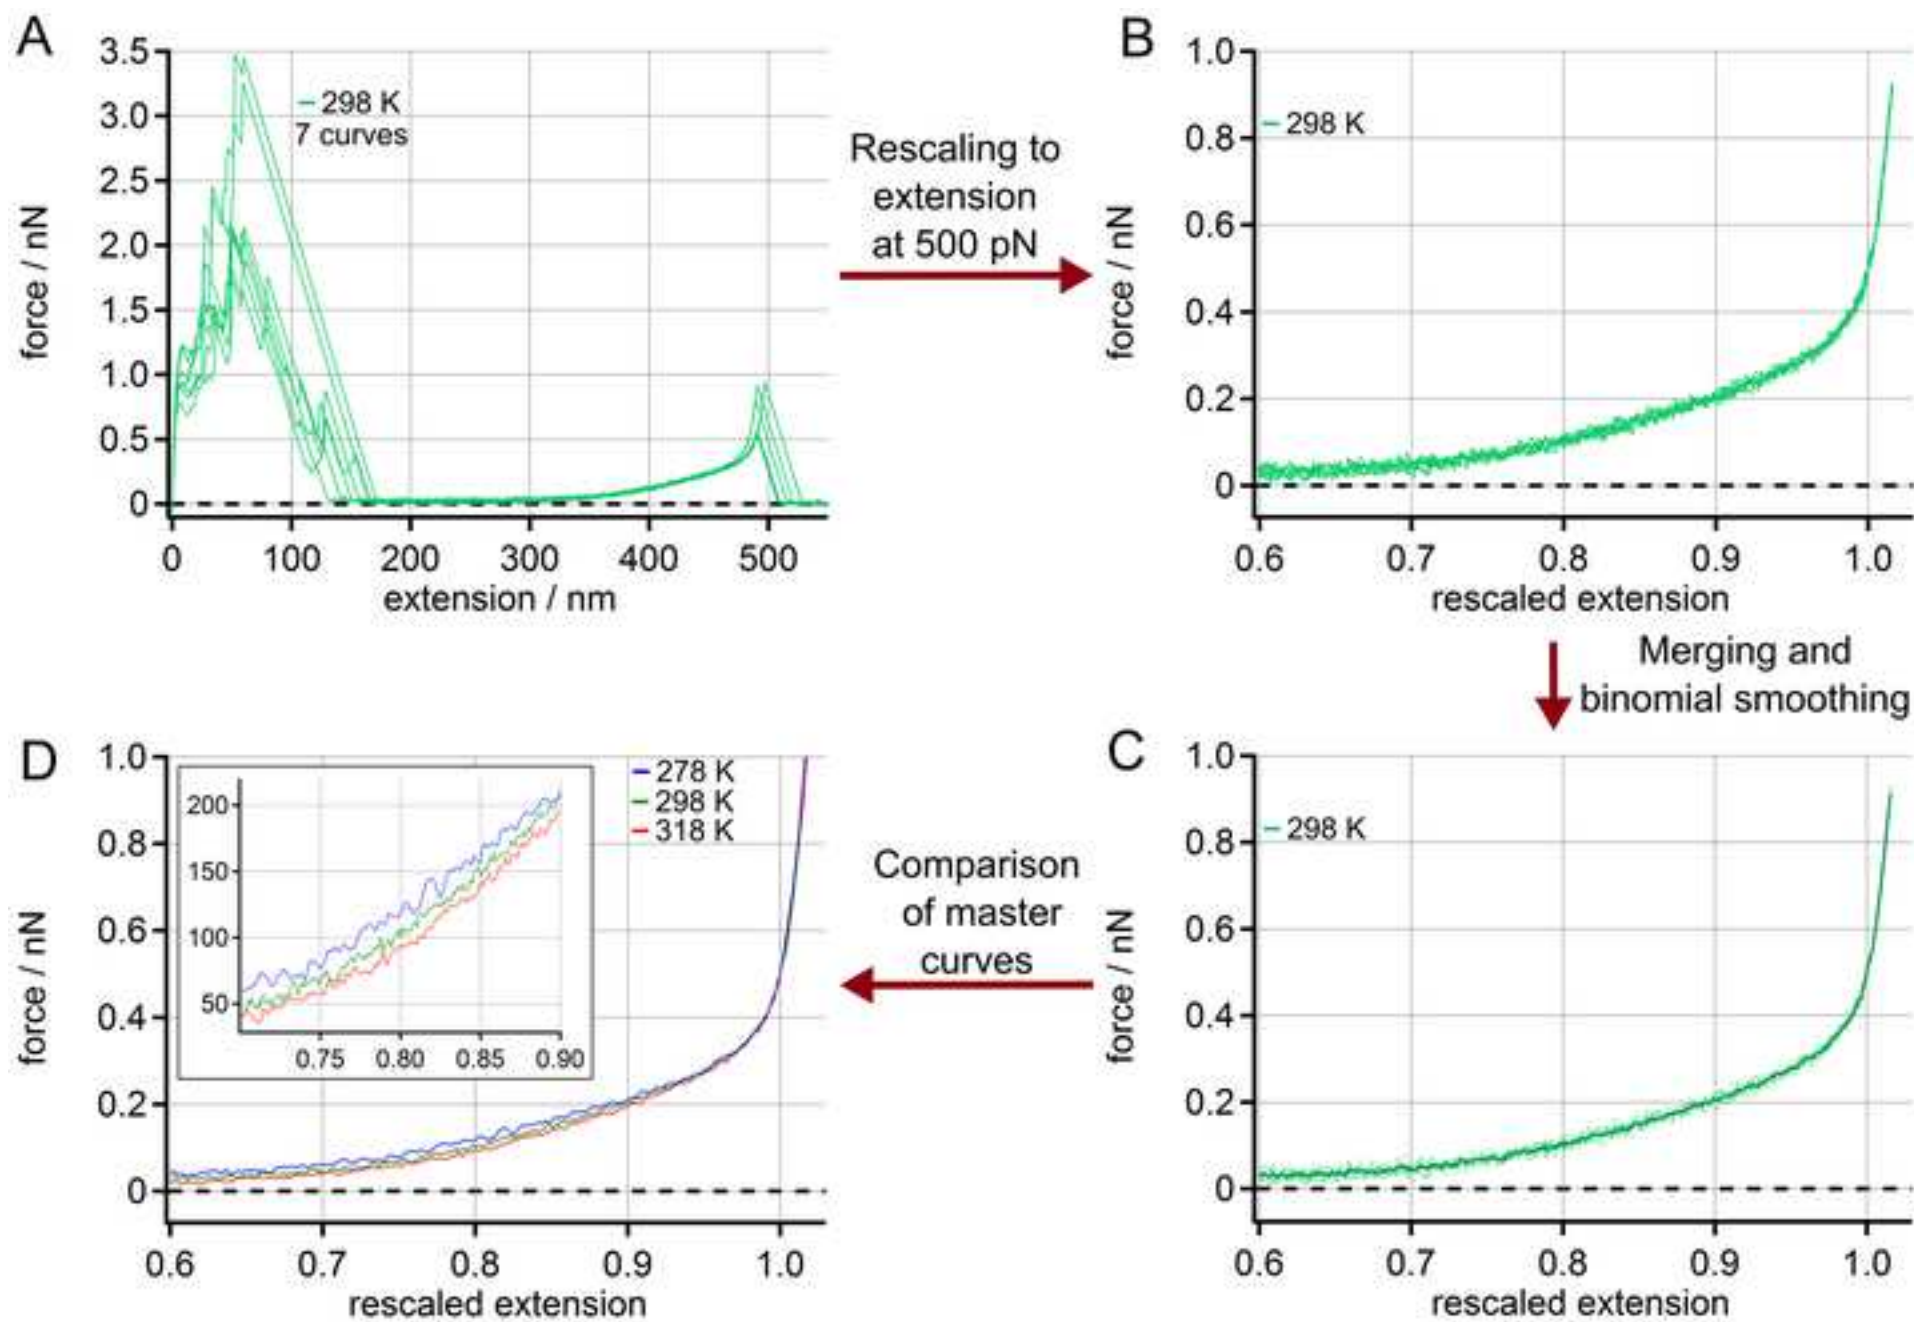 A
3.5
3.0
2.5
2.0
1.5
1.0
0.5
0
force / nN
298 K
7 curves
0 100 200 300 400 500
extension / nm
Rescaling to
extension
at 500 pN
B
1.0
0.8
0.6
0.4
0.2
0
force / nN
298 K
0.6 0.7 0.8 0.9 1.0
rescaled extension
Merging and
binomial smoothing
C
1.0
0.8
0.6
0.4
0.2
0
force / nN
298 K
0.6 0.7 0.8 0.9 1.0
rescaled extension
Comparison
of master
curves
D
1.0
0.8
0.6
0.4
0.2
0
force / nN
200
150
100
50
0.75 0.80 0.85 0.90
278 K
298 K
318 K
0.6 0.7 0.8 0.9 1.0
rescaled extension